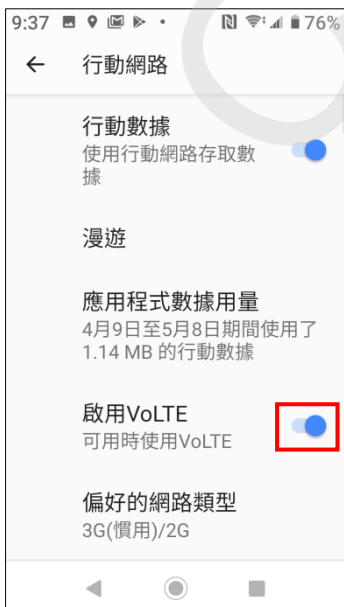 9:37 76%
行動網路
行動數據
使用行動網路存取數
據
漫遊
應用程式數據用量
4月9日至5月8日期間使用了
1.14 MB 的行動數據
啟用VoLTE
可用時使用VoLTE
偏好的網路類型
3G(慣用)/2G